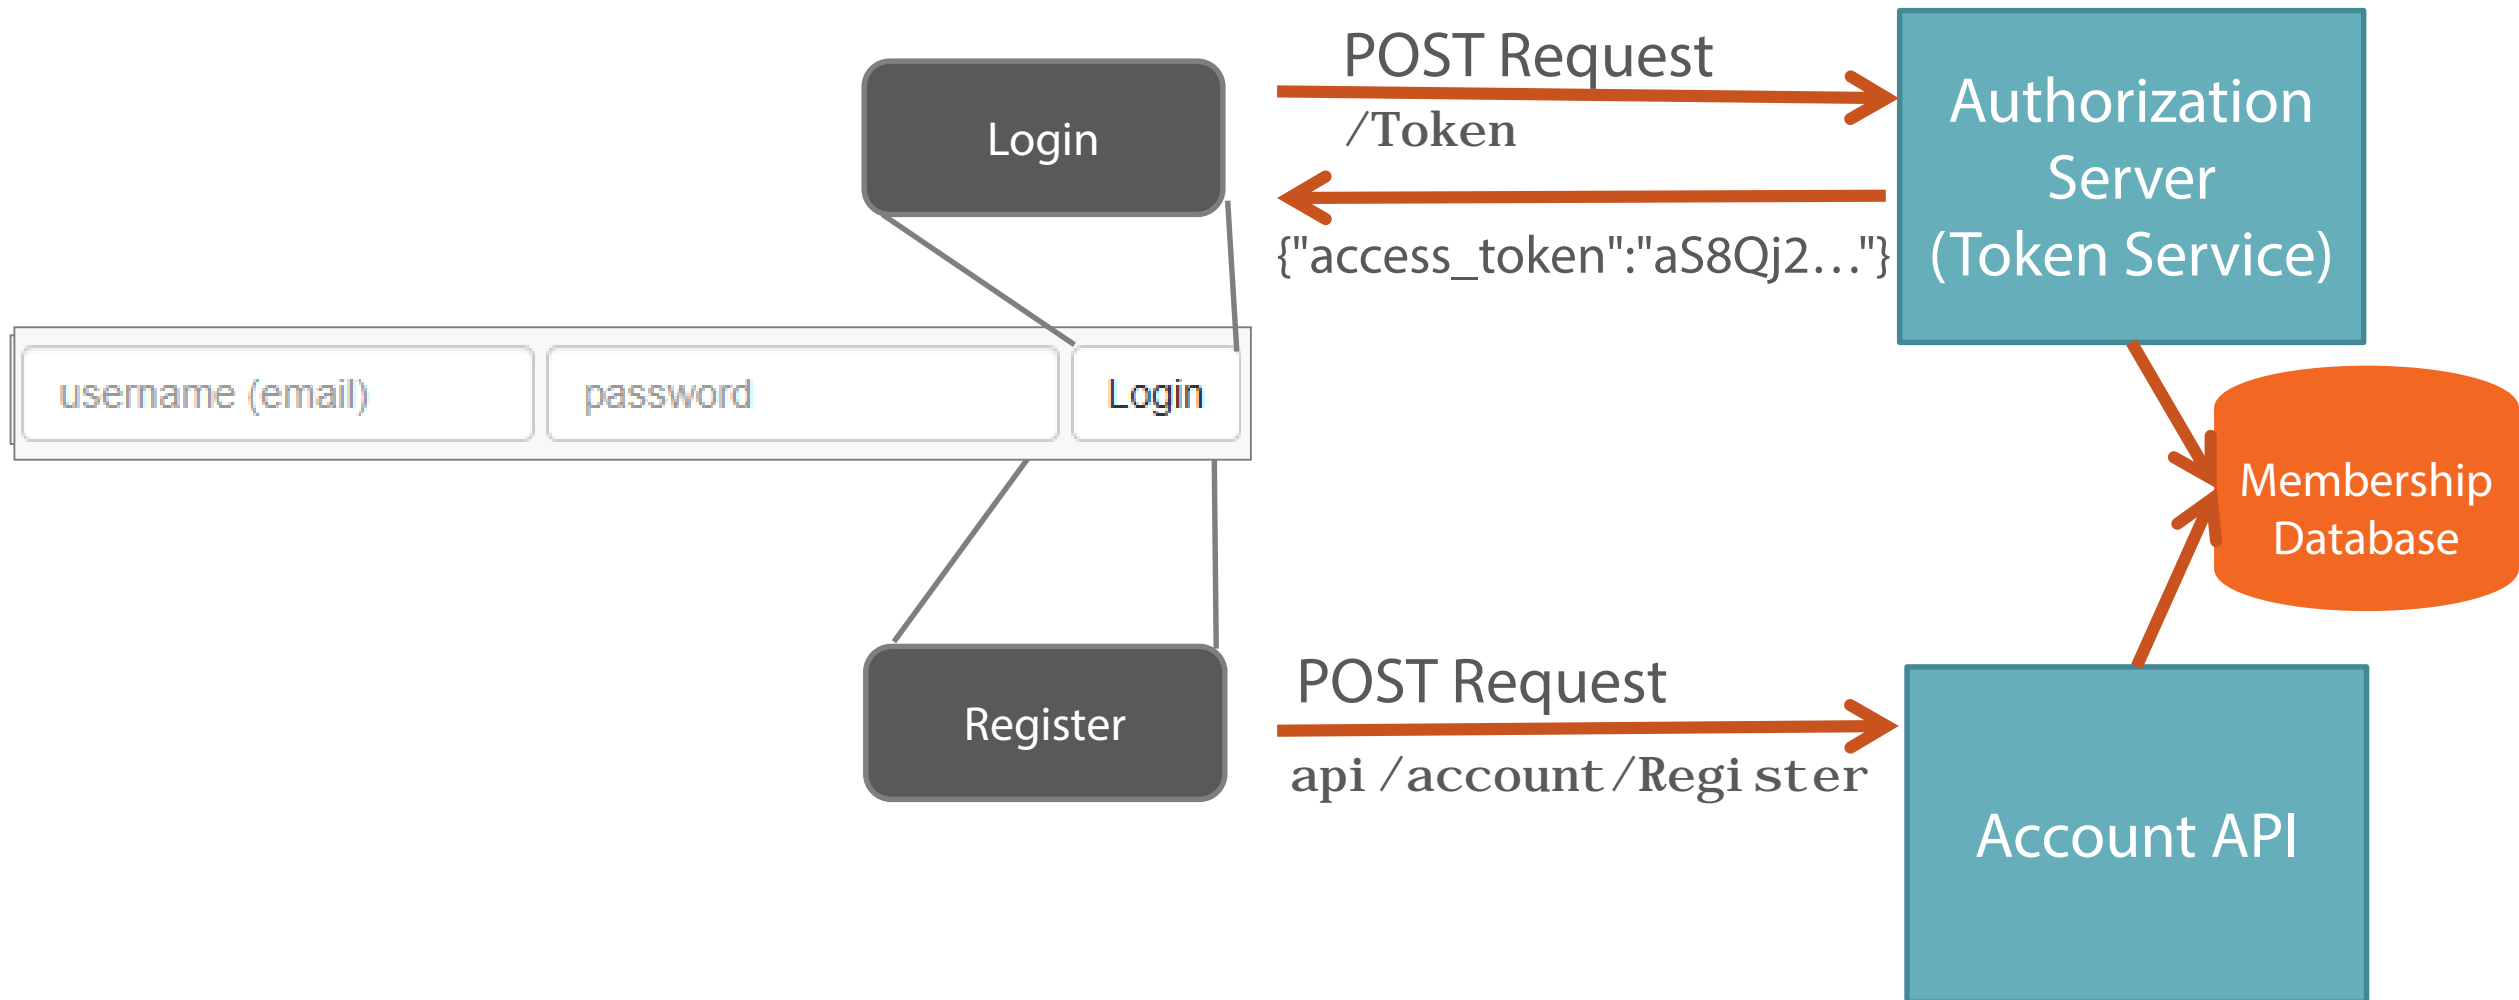 POST Request
Login
/Token
Authorization
Server
(Token Service)
{"access_token":"aS8Qj2..."}
username (email)
password
Login
Membership
Database
POST Request
Register
api/account/Register
Account API